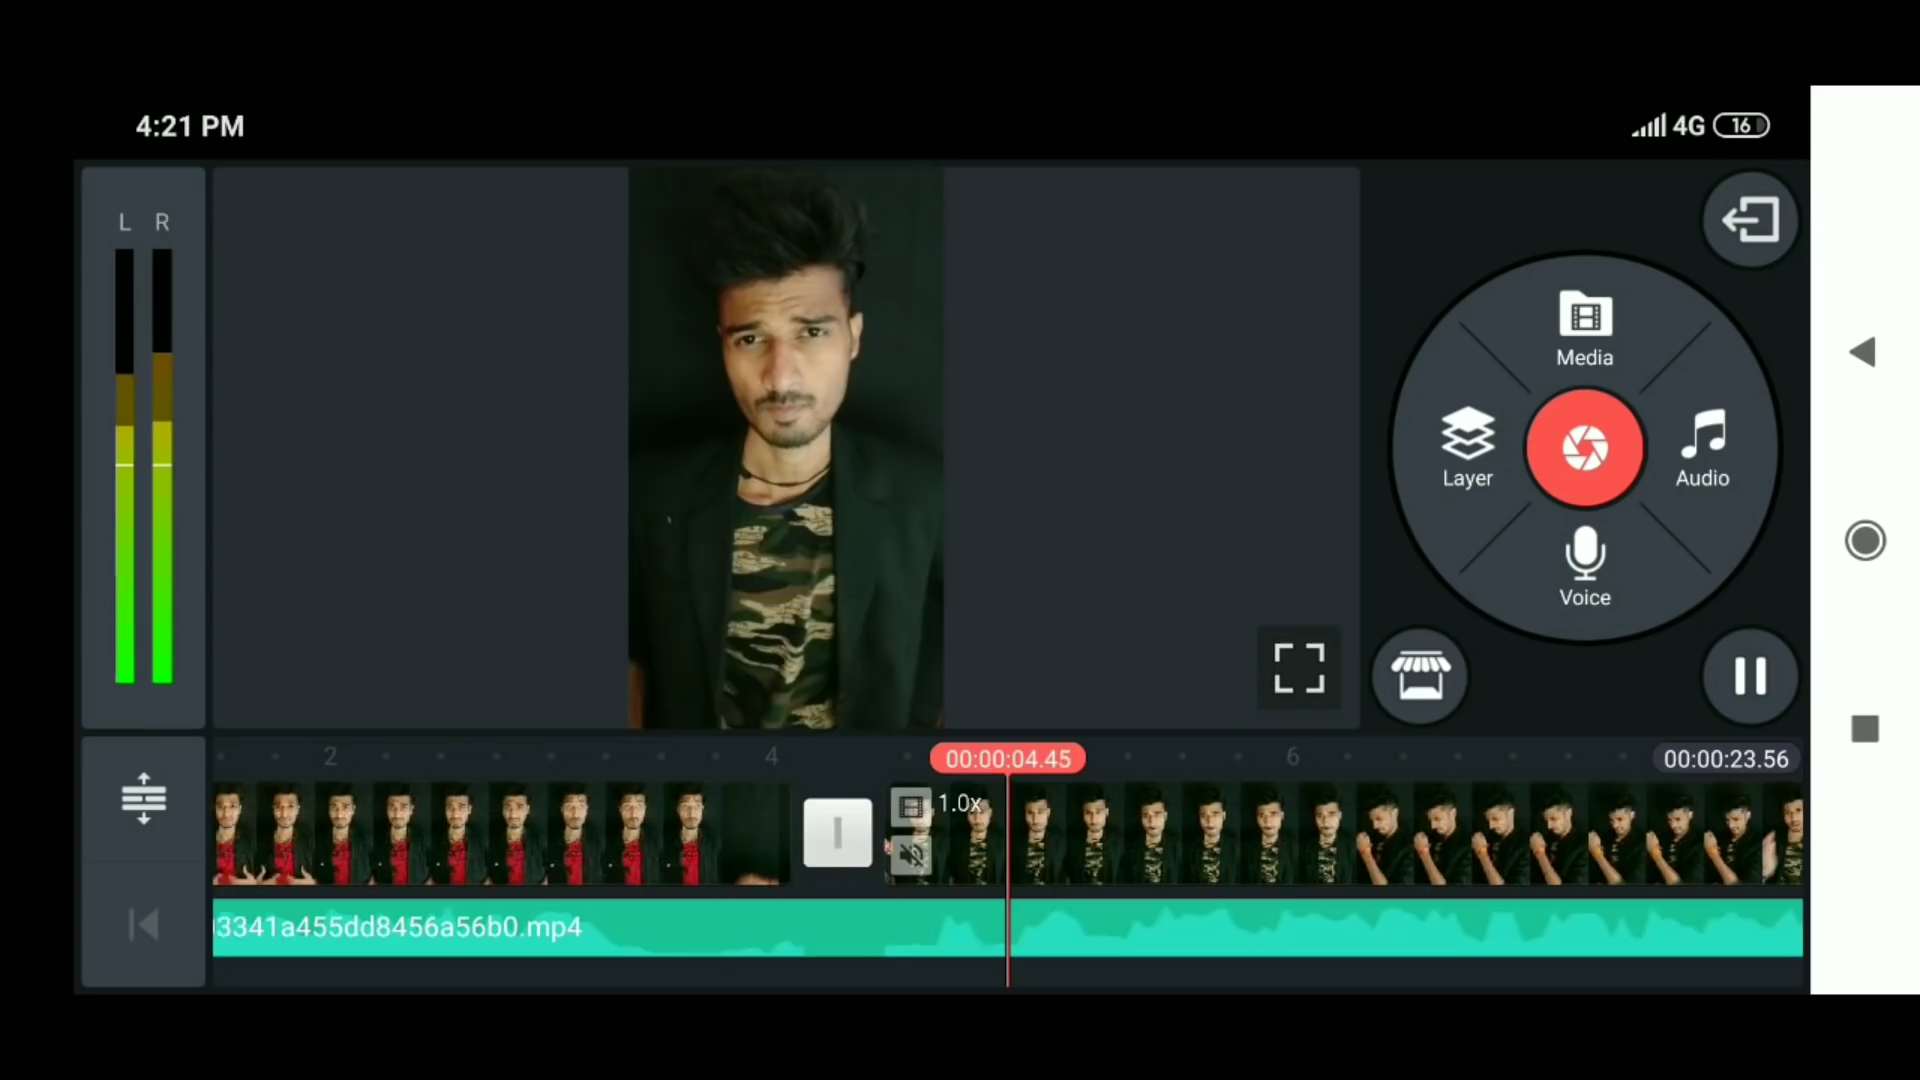 4:21 PM
4G 16
L R
Media
Layer
Audio
Voice
2
4
00:00:04.45
6
00:00:23.56
1.0x
3341a455dd8456a56b0.mp4